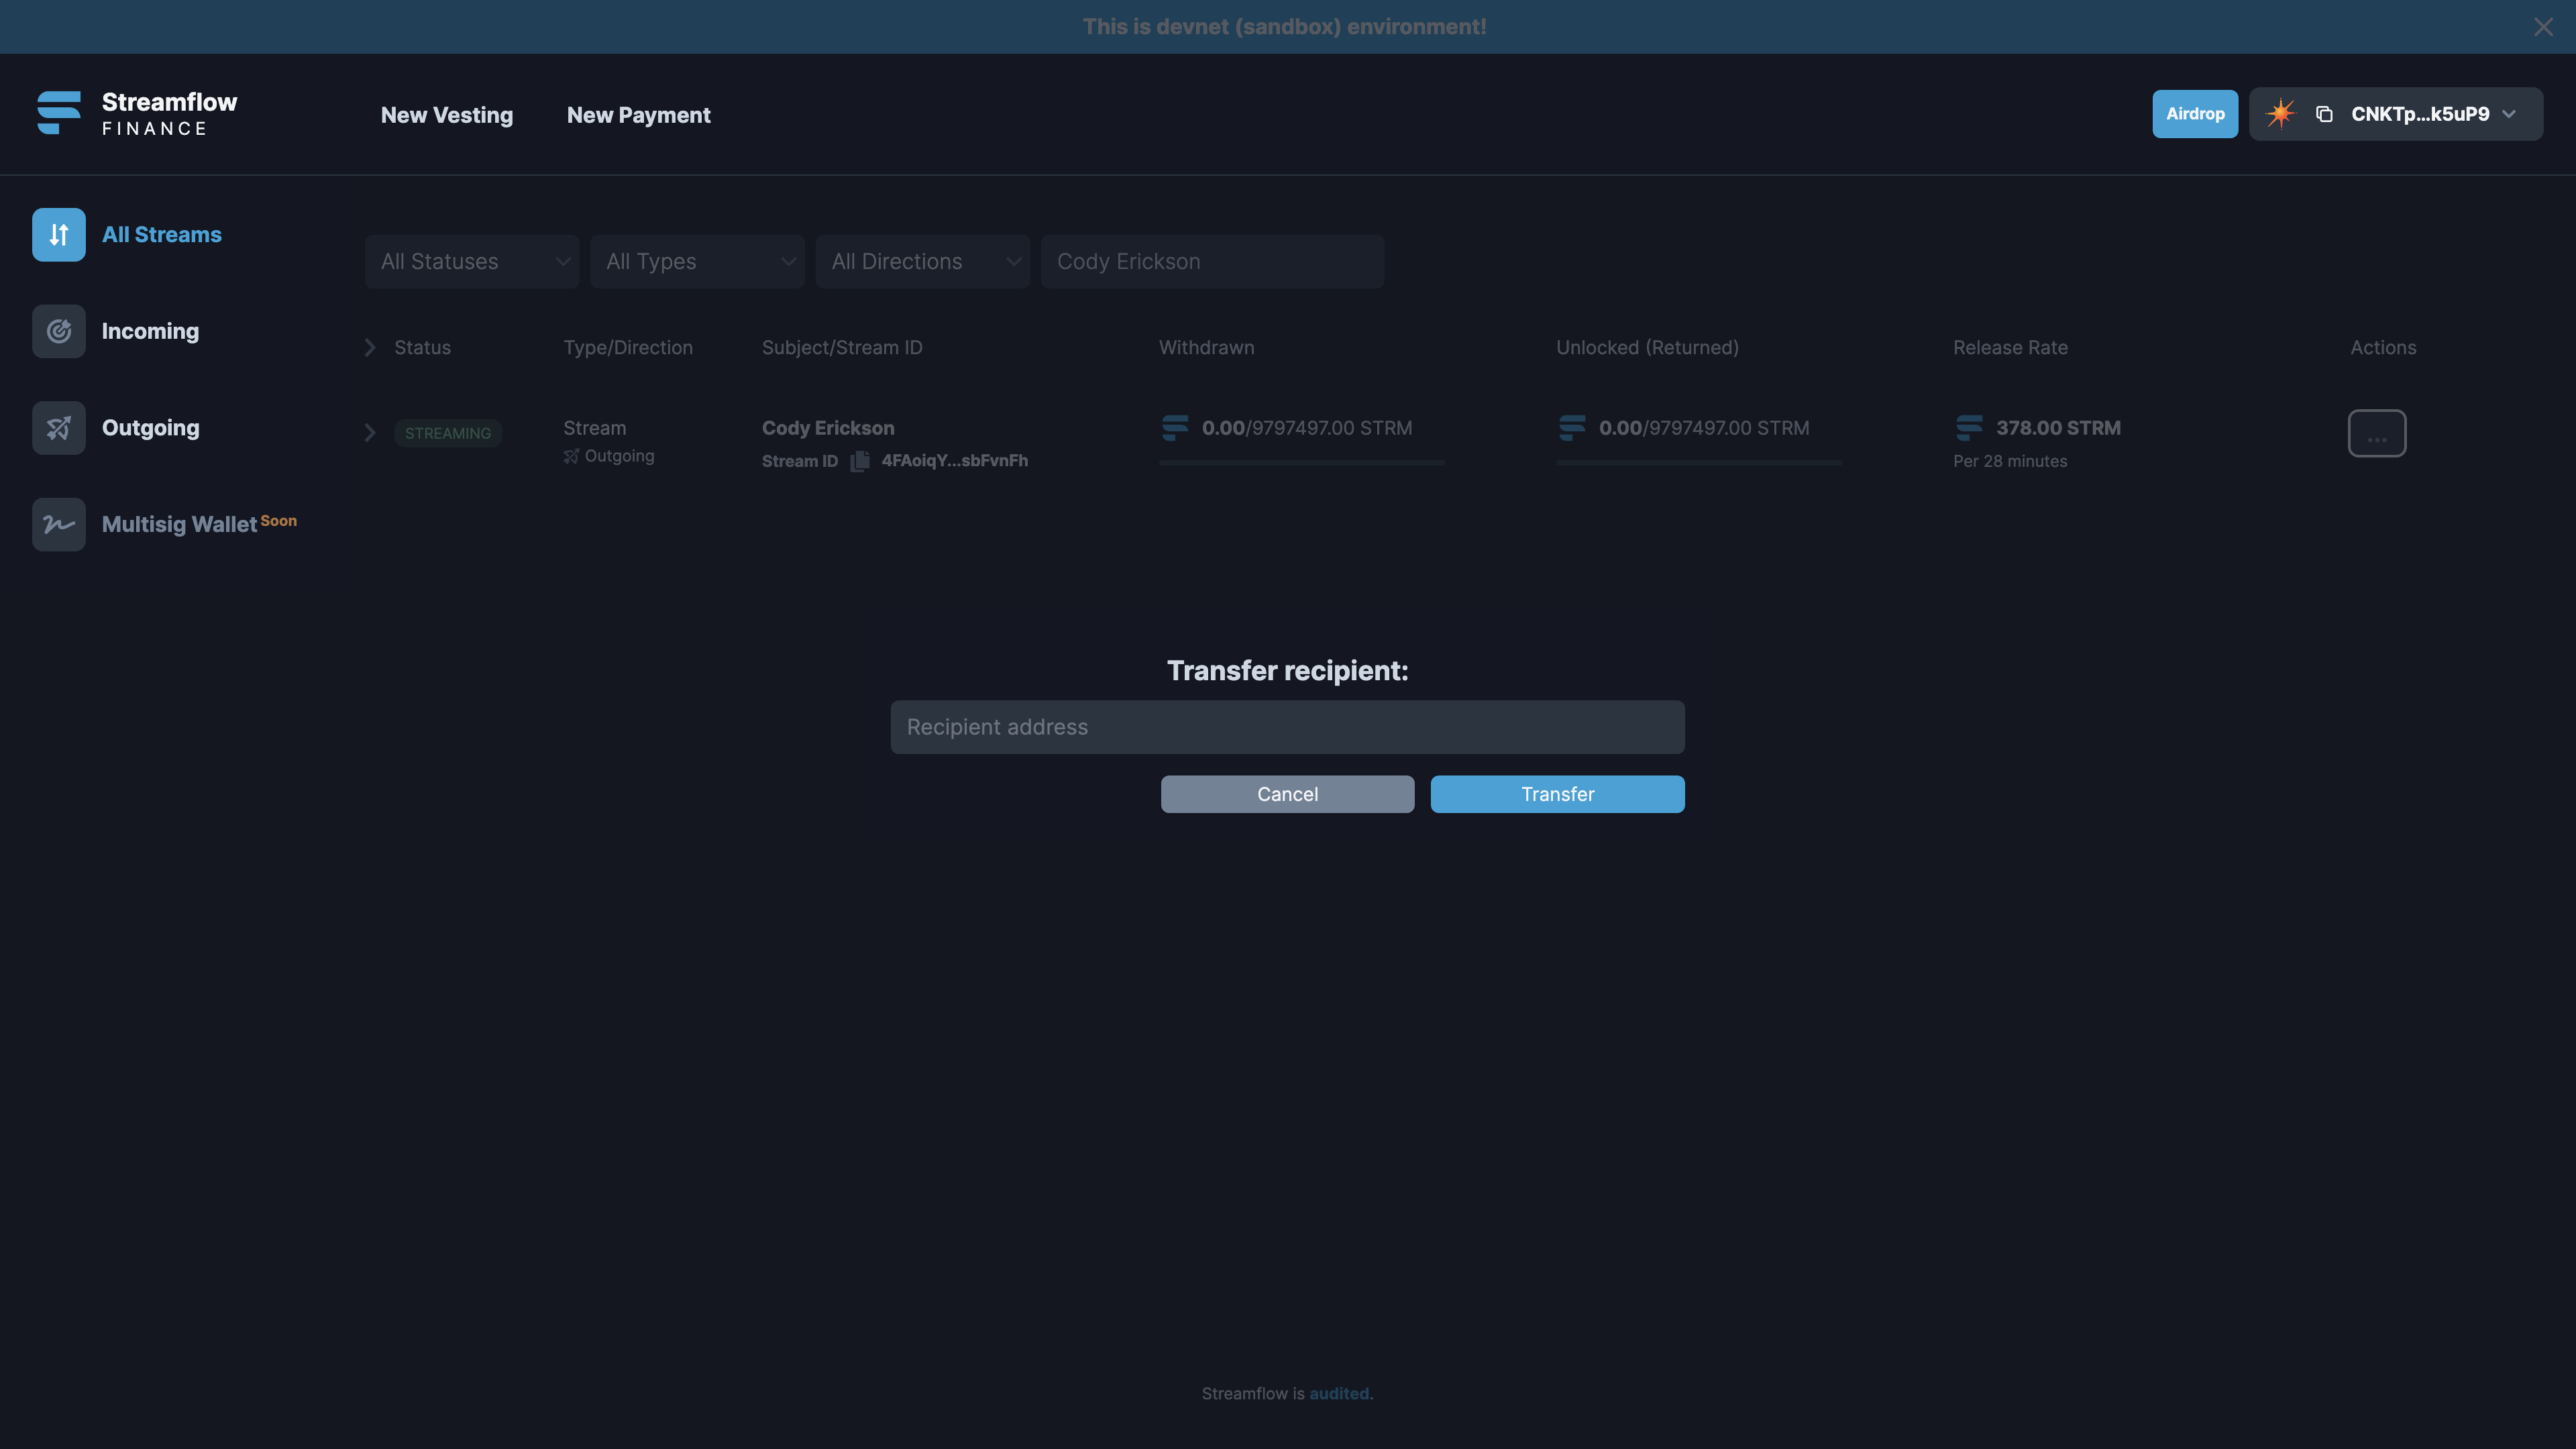 This is devnet (sandbox) environment!
Streamflow
FINANCE
New Vesting
New Payment
Airdrop
CNKTp...k5uP9
All Streams
Incoming
Outgoing
Multisig Wallet Soon
All Statuses
All Types
All Directions
Cody Erickson
Status
Type/Direction
Subject/Stream ID
Withdrawn
Unlocked (Returned)
Release Rate
Actions
STREAMING
Stream
Outgoing
Cody Erickson
Stream ID 4FAoiqY...sbFvnFh
0.00/9797497.00 STRM
0.00/9797497.00 STRM
378.00 STRM
Per 28 minutes
...
Transfer recipient:
Recipient address
Cancel
Transfer
Streamflow is audited.